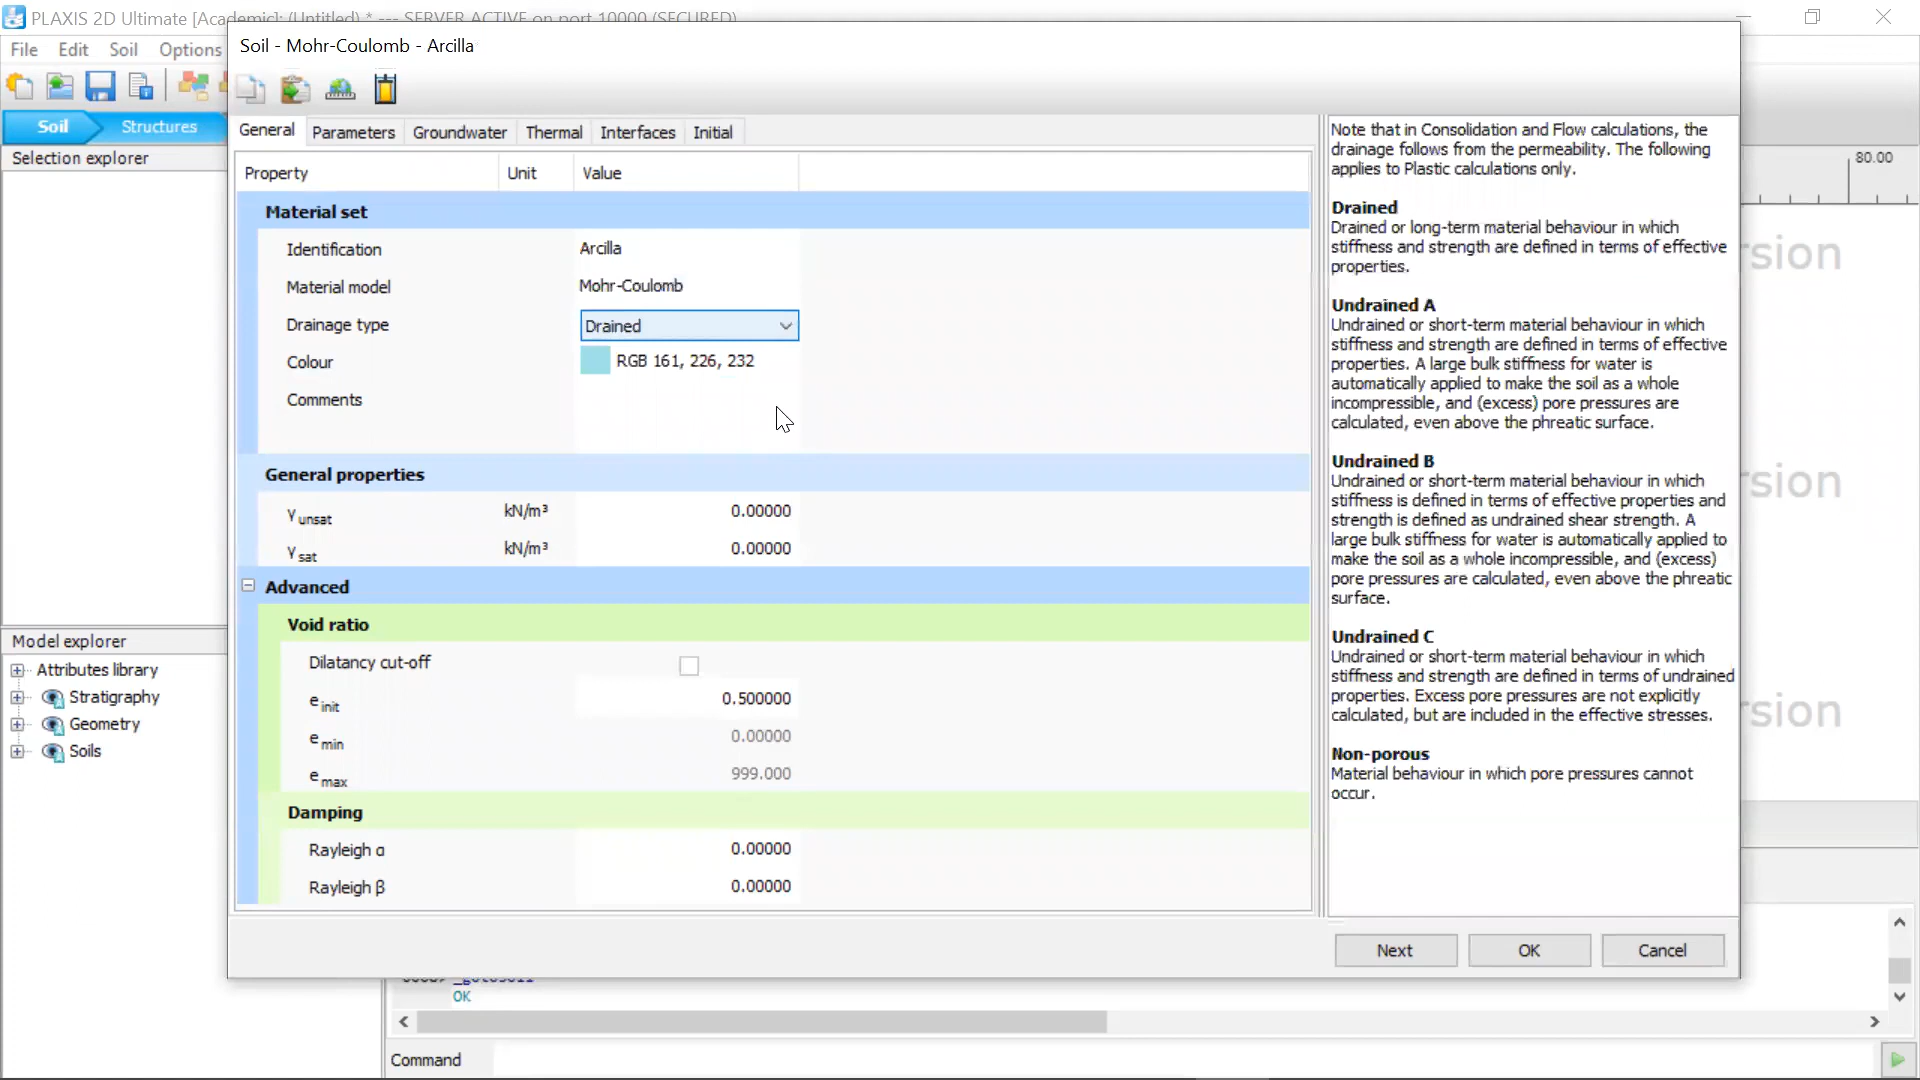 PLAXIS 2D Ultimate [Academic]: (Untitled) * --- SERVER ACTIVE on port 10000 (SECURED)
File Edit Soil Options
Soil Structures
Selection explorer
Model explorer
Attributes library
Stratigraphy
Geometry
Soils
Soil - Mohr-Coulomb - Arcilla
General Parameters Groundwater Thermal Interfaces Initial
Property Unit Value
Material set
Identification Arcilla
Material model Mohr-Coulomb
Drainage type Drained
Colour RGB 161, 226, 232
Comments
General properties
γ unsat kN/m³ 0.00000
γ sat kN/m³ 0.00000
Advanced
Void ratio
Dilatancy cut-off
e init 0.500000
e min 0.00000
e max 999.000
Damping
Rayleigh α 0.00000
Rayleigh β 0.00000
Note that in Consolidation and Flow calculations, the
drainage follows from the permeability. The following
applies to Plastic calculations only.
Drained
Drained or long-term material behaviour in which
stiffness and strength are defined in terms of effective
properties.
Undrained A
Undrained or short-term material behaviour in which
stiffness and strength are defined in terms of effective
properties. A large bulk stiffness for water is
automatically applied to make the soil as a whole
incompressible, and (excess) pore pressures are
calculated, even above the phreatic surface.
Undrained B
Undrained or short-term material behaviour in which
stiffness is defined in terms of effective properties and
strength is defined as undrained shear strength. A
large bulk stiffness for water is automatically applied to
make the soil as a whole incompressible, and (excess)
pore pressures are calculated, even above the phreatic
surface.
Undrained C
Undrained or short-term material behaviour in which
stiffness and strength are defined in terms of undrained
properties. Excess pore pressures are not explicitly
calculated, but are included in the effective stresses.
Non-porous
Material behaviour in which pore pressures cannot
occur.
Next OK Cancel
80.00
sion
sion
sion
OK
Command